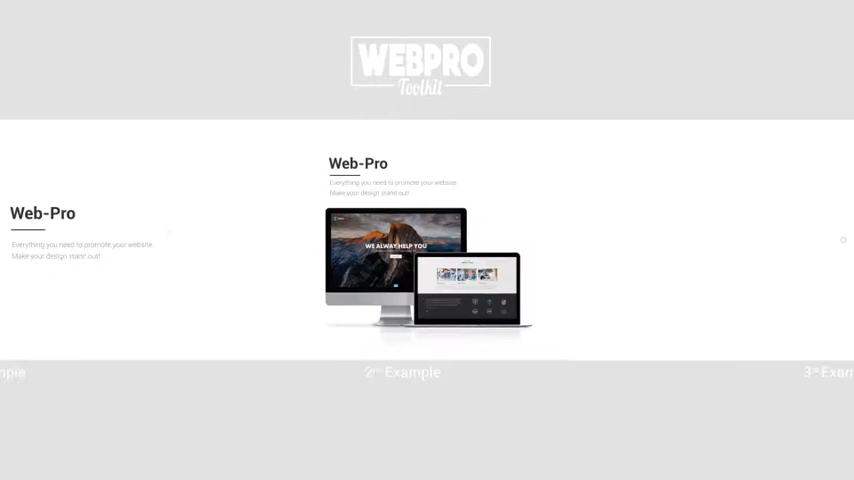 WEBPRO
Toolkit
Web-Pro
Everything you need to promote your website.
Make your design stand out!
Web-Pro
Everything you need to promote your website.
Make your design stand out!
WE ALWAY HELP YOU
2nd Example